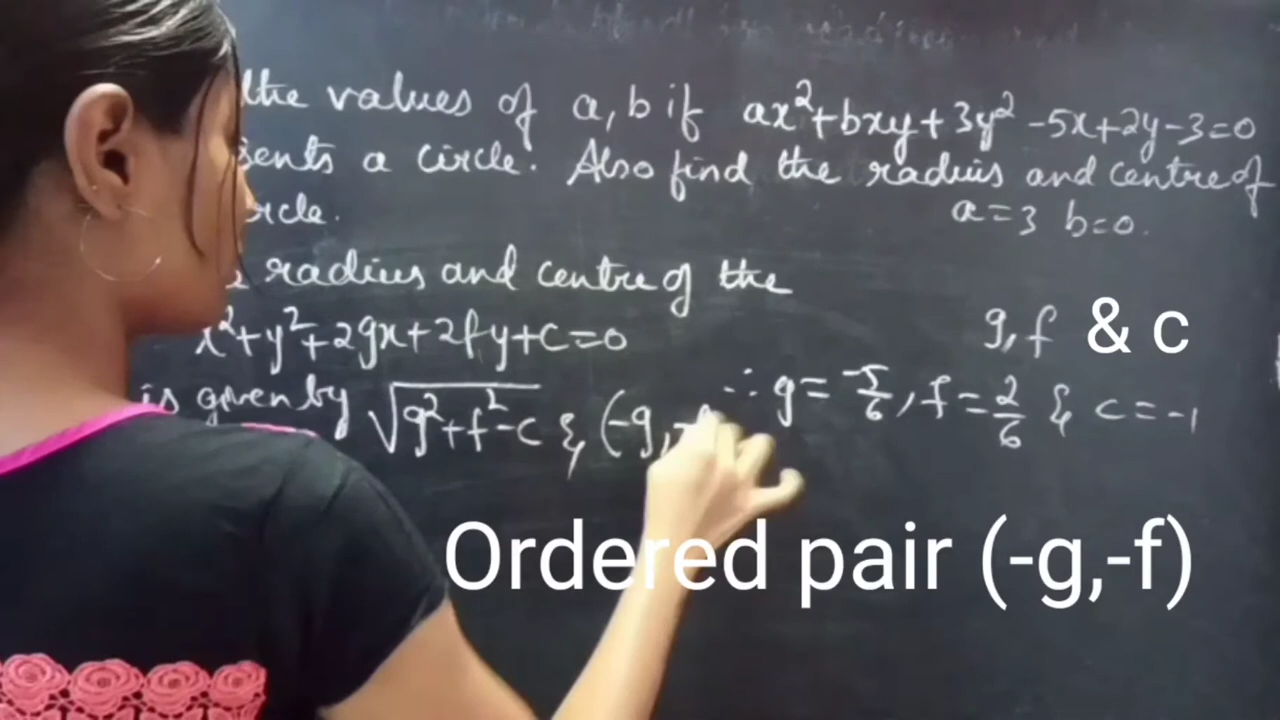 the values of a, b if ax²+bxy+3y²-5x+2y-3=0
sents a circle. Also find the radius and centre of
rcle.
a=3 b=0.
radius and centre of the
x²+y²+2gx+2fy+c=0
g, f & c
is given by √g²+f²-c & (-g,
∴ g = -5/6, f = 2/6 & c = -1
Ordered pair (-g,-f)